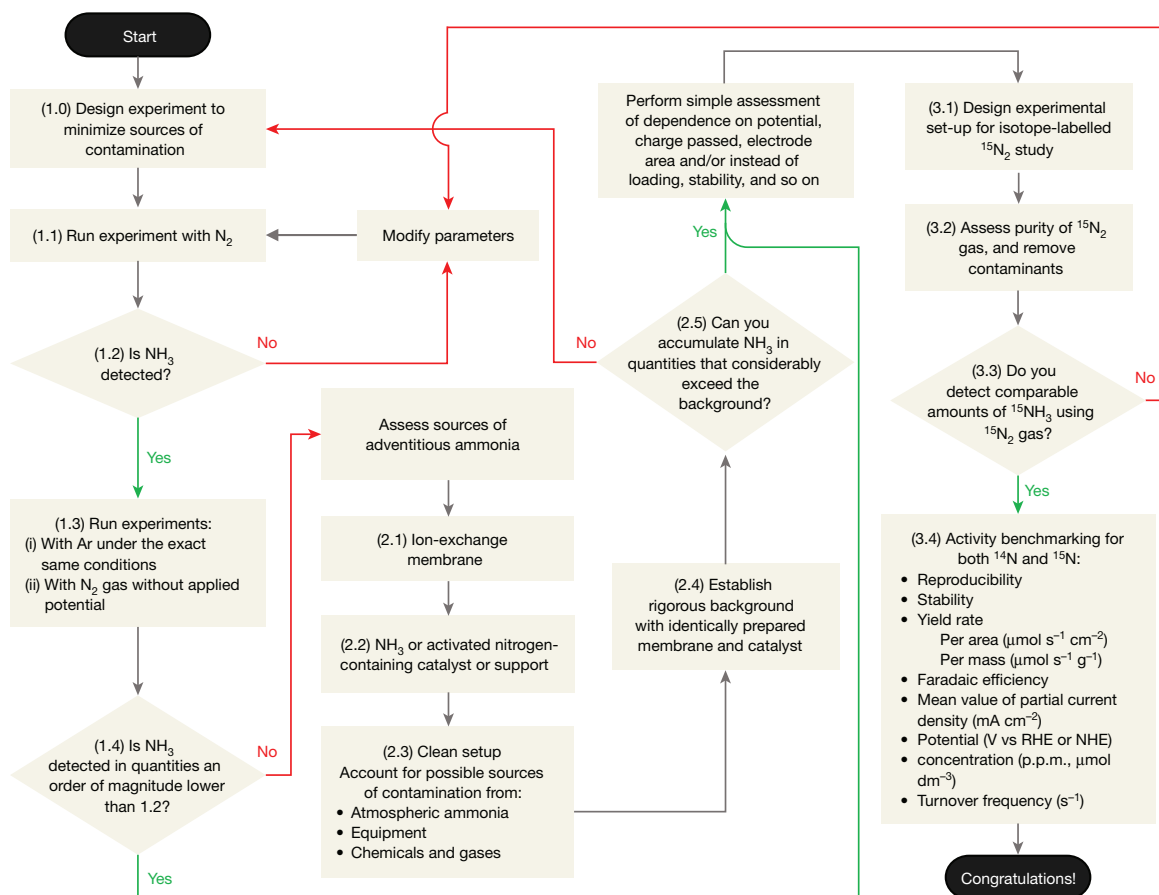 Start
(1.0) Design experiment to
minimize sources of
contamination
(1.1) Run experiment with N₂
Modify parameters
(1.2) Is NH₃
detected?
No
Yes
(1.3) Run experiments:
(i) With Ar under the exact
same conditions
(ii) With N₂ gas without applied
potential
(1.4) Is NH₃
detected in quantities an
order of magnitude lower
than 1.2?
No
Yes
Assess sources of
adventitious ammonia
(2.1) Ion-exchange
membrane
(2.2) NH₃ or activated nitrogen-
containing catalyst or support
(2.3) Clean setup
Account for possible sources
of contamination from:
• Atmospheric ammonia
• Equipment
• Chemicals and gases
(2.4) Establish
rigorous background
with identically prepared
membrane and catalyst
(2.5) Can you
accumulate NH₃ in
quantities that considerably
exceed the
background?
No
Yes
Perform simple assessment
of dependence on potential,
charge passed, electrode
area and/or instead of
loading, stability, and so on
(3.1) Design experimental
set-up for isotope-labelled
¹⁵N₂ study
(3.2) Assess purity of ¹⁵N₂
gas, and remove
contaminants
(3.3) Do you
detect comparable
amounts of ¹⁵NH₃ using
¹⁵N₂ gas?
No
Yes
(3.4) Activity benchmarking for
both ¹⁴N and ¹⁵N:
• Reproducibility
• Stability
• Yield rate
Per area (μmol s⁻¹ cm⁻²)
Per mass (μmol s⁻¹ g⁻¹)
• Faradaic efficiency
• Mean value of partial current
density (mA cm⁻²)
• Potential (V vs RHE or NHE)
• concentration (p.p.m., μmol
dm⁻³)
• Turnover frequency (s⁻¹)
Congratulations!